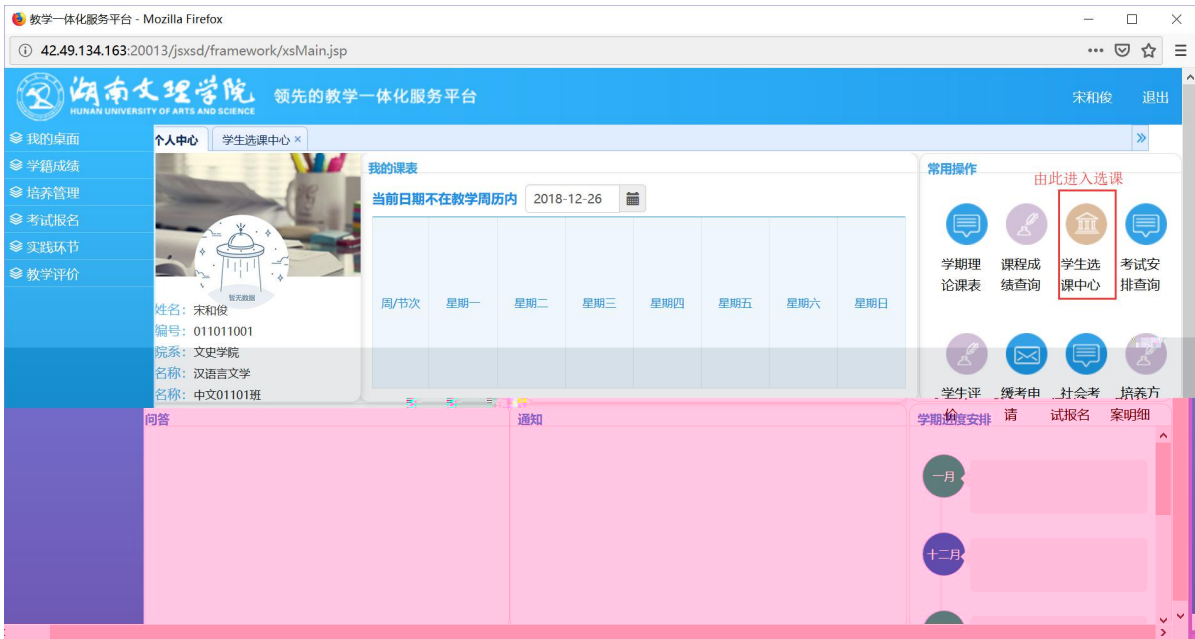 教学一体化服务平台 - Mozilla Firefox
42.49.134.163:20013/jsxsd/framework/xsMain.jsp
湖南文理学院
HUNAN UNIVERSITY OF ARTS AND SCIENCE
领先的教学一体化服务平台
宋和俊 退出
我的桌面
学籍成绩
培养管理
考试报名
实践环节
教学评价
个人中心 学生选课中心 ×
暂无数据
姓名: 宋和俊
编号: 011011001
院系: 文史学院
名称: 汉语言文学
名称: 中文01101班
我的课表
当前日期不在教学周历内 2018-12-26
周/节次 星期一 星期二 星期三 星期四 星期五 星期六 星期日
常用操作
由此进入选课
学期理论课表
课程成绩查询
学生选课中心
考试安排查询
学生评价
缓考申请
社会考试报名
培养方案明细
问答
通知
学期进度安排
一月
十二月